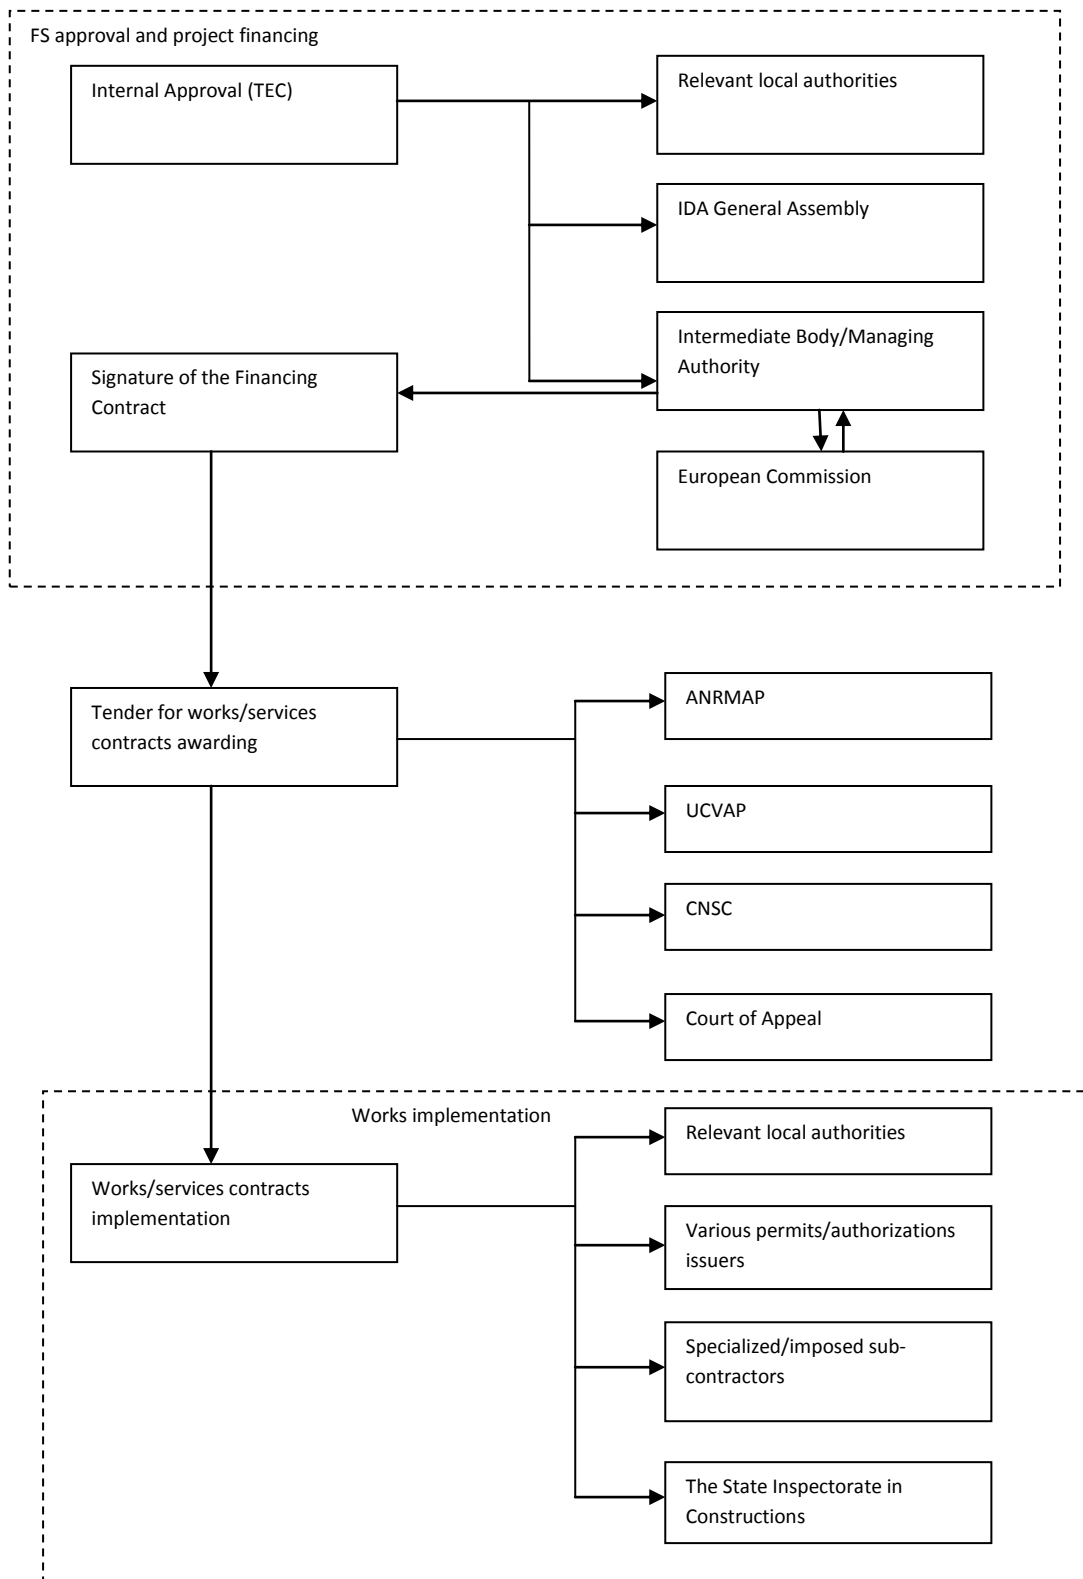 FS approval and project financing
Internal Approval (TEC)
Relevant local authorities
IDA General Assembly
Intermediate Body/Managing
Authority
Signature of the Financing
Contract
European Commission
Tender for works/services
contracts awarding
ANRMAP
UCVAP
CNSC
Court of Appeal
Works implementation
Relevant local authorities
Works/services contracts
implementation
Various permits/authorizations
issuers
Specialized/imposed sub-
contractors
The State Inspectorate in
Constructions